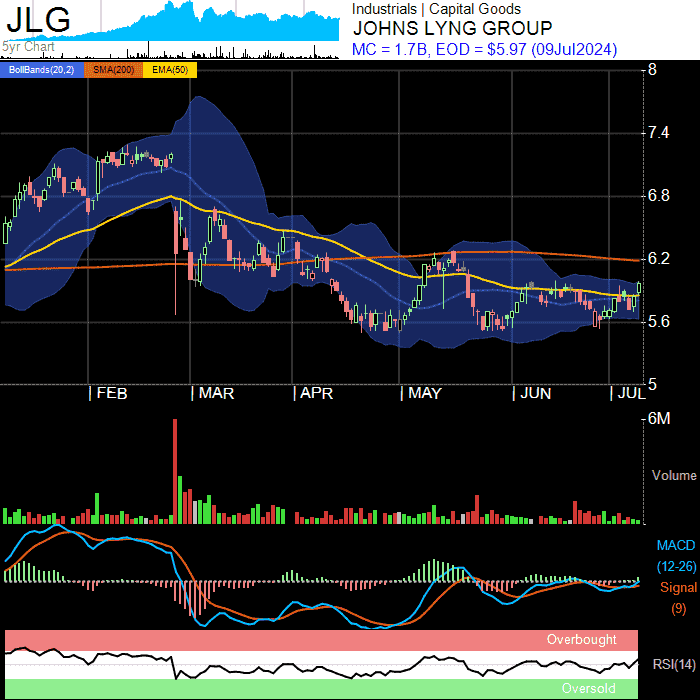 JLG
5yr Chart
Industrials | Capital Goods
JOHNS LYNG GROUP
MC = 1.7B, EOD = $5.97 (09Jul2024)
BollBands(20,2) SMA(200) EMA(50)
8
7.4
6.8
6.2
5.6
5
| FEB | MAR | APR | MAY | JUN | JUL
6M
Volume
MACD
(12-26)
Signal
(9)
Overbought
RSI(14)
Oversold